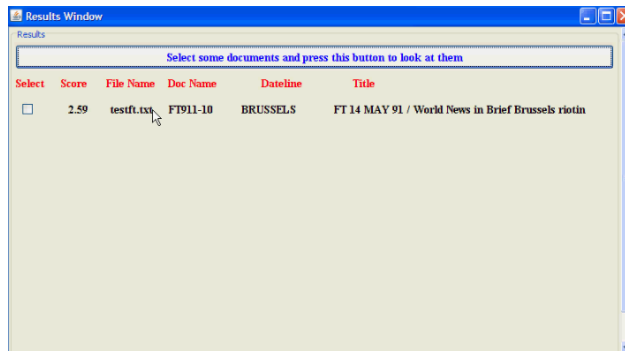 Results Window
Results
Select some documents and press this button to look at them
Select Score File Name Doc Name Dateline Title
2.59 testft.txt FT911-10 BRUSSELS FT 14 MAY 91 / World News in Brief Brussels riotin